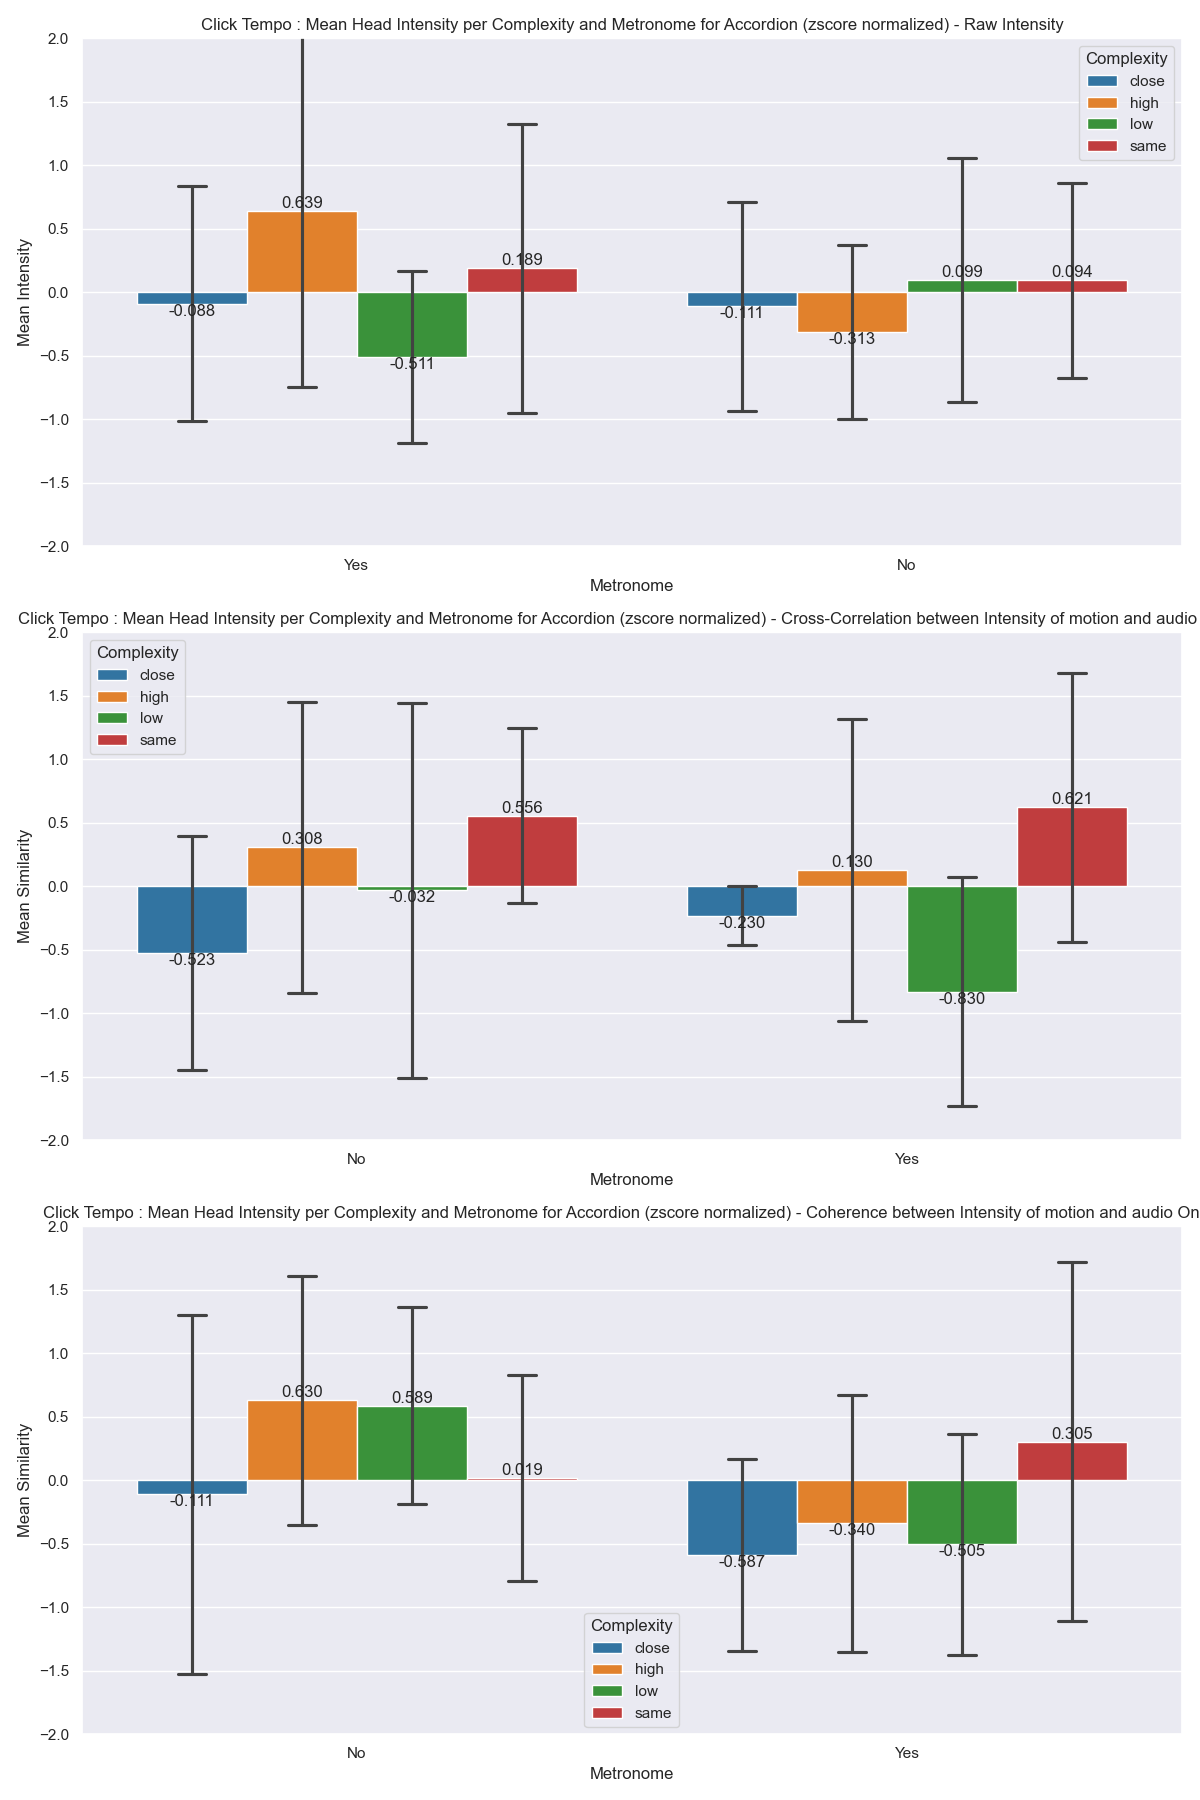 Click Tempo : Mean Head Intensity per Complexity and Metronome for Accordion (zscore normalized) - Raw Intensity
2.0
1.5
1.0
0.5
0.0
−0.5
−1.0
−1.5
−2.0
Mean Intensity
Complexity
close
high
low
same
-0.088
0.639
-0.511
0.189
-0.111
-0.313
0.099
0.094
Yes
No
Metronome
Click Tempo : Mean Head Intensity per Complexity and Metronome for Accordion (zscore normalized) - Cross-Correlation between Intensity of motion and audio
2.0
1.5
1.0
0.5
0.0
−0.5
−1.0
−1.5
−2.0
Mean Similarity
Complexity
close
high
low
same
-0.523
0.308
-0.032
0.556
-0.230
0.130
-0.830
0.621
No
Yes
Metronome
Click Tempo : Mean Head Intensity per Complexity and Metronome for Accordion (zscore normalized) - Coherence between Intensity of motion and audio On
2.0
1.5
1.0
0.5
0.0
−0.5
−1.0
−1.5
−2.0
Mean Similarity
-0.111
0.630
0.589
0.019
-0.587
-0.340
-0.505
0.305
Complexity
close
high
low
same
No
Yes
Metronome